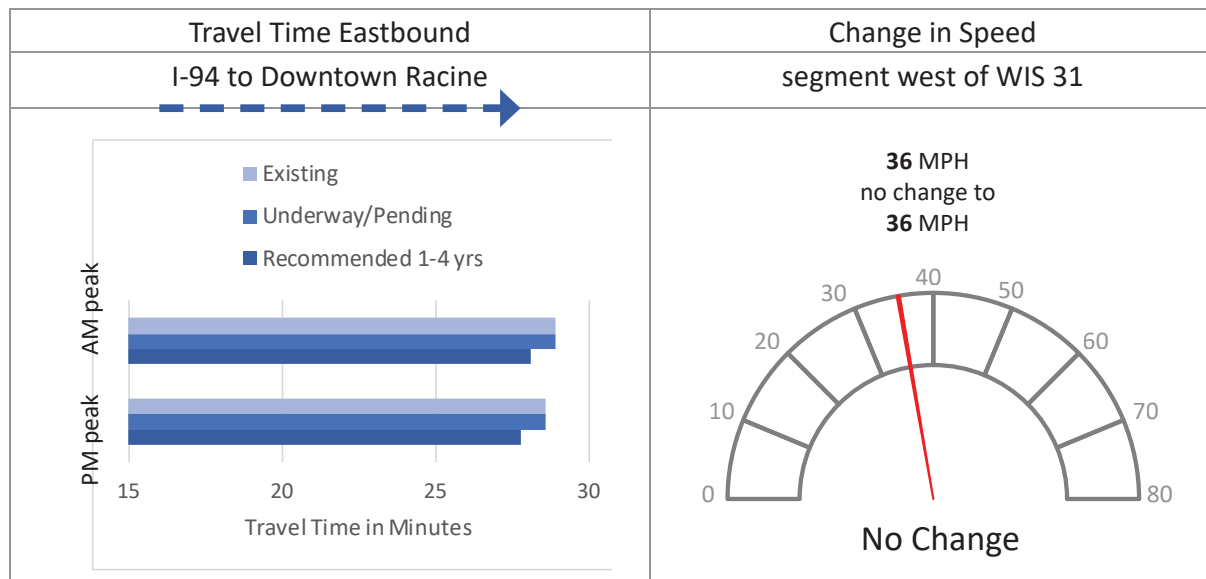 Travel Time Eastbound
I-94 to Downtown Racine
Existing
Underway/Pending
Recommended 1-4 yrs
AM peak
PM peak
15 20 25 30
Travel Time in Minutes
Change in Speed
segment west of WIS 31
36 MPH
no change to
36 MPH
0
10
20
30
40
50
60
70
80
No Change